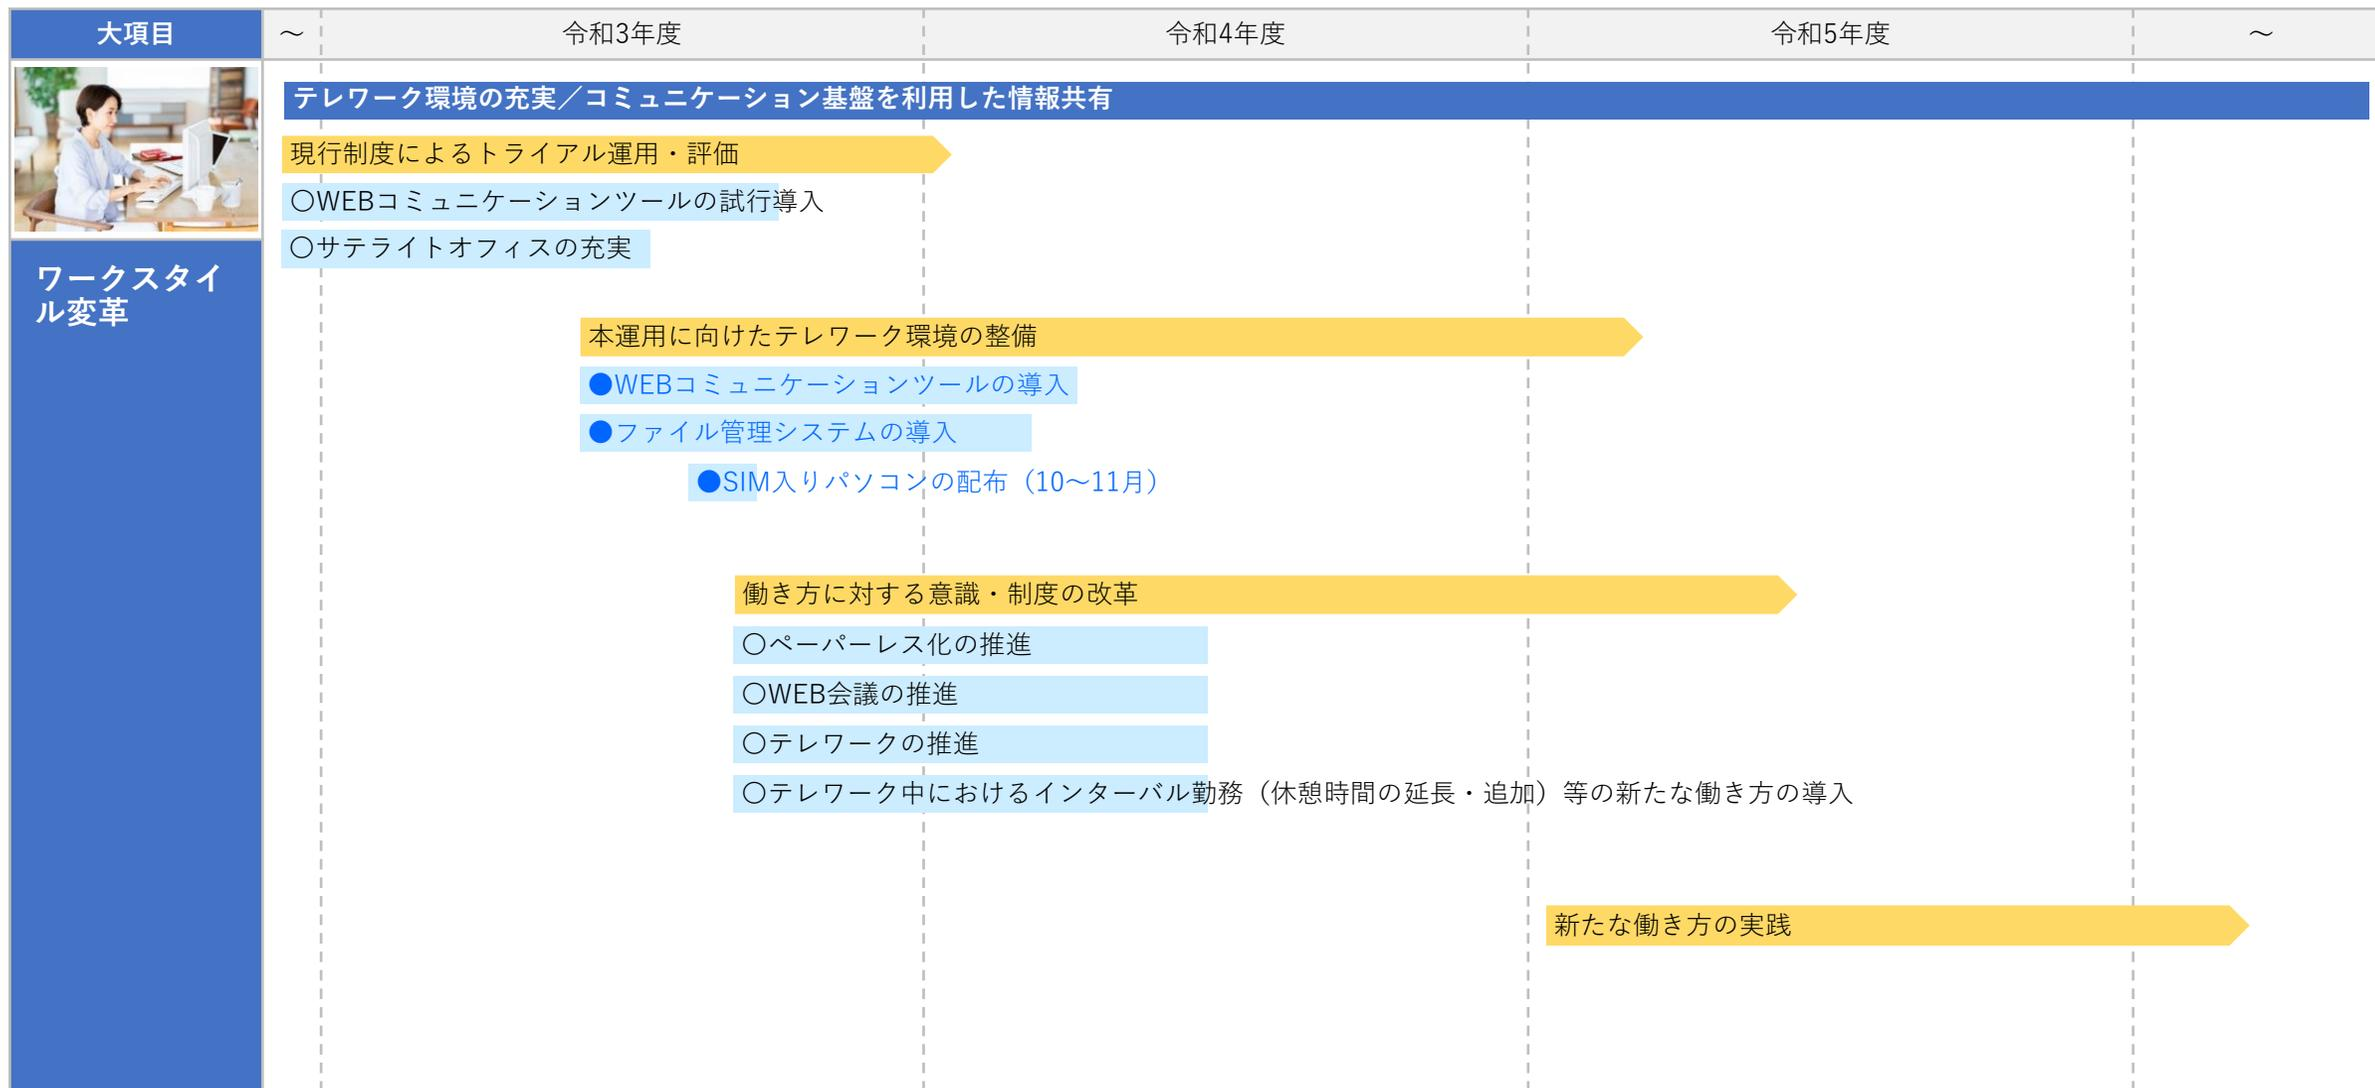 大項目
～
令和3年度
令和4年度
令和5年度
～
テレワーク環境の充実／コミュニケーション基盤を利用した情報共有
現行制度によるトライアル運用・評価
〇WEBコミュニケーションツールの試行導入
〇サテライトオフィスの充実
ワークスタイ
ル変革
本運用に向けたテレワーク環境の整備
●WEBコミュニケーションツールの導入
●ファイル管理システムの導入
●SIM入りパソコンの配布（10～11月）
働き方に対する意識・制度の改革
〇ペーパーレス化の推進
〇WEB会議の推進
〇テレワークの推進
〇テレワーク中におけるインターバル勤務（休憩時間の延長・追加）等の新たな働き方の導入
新たな働き方の実践